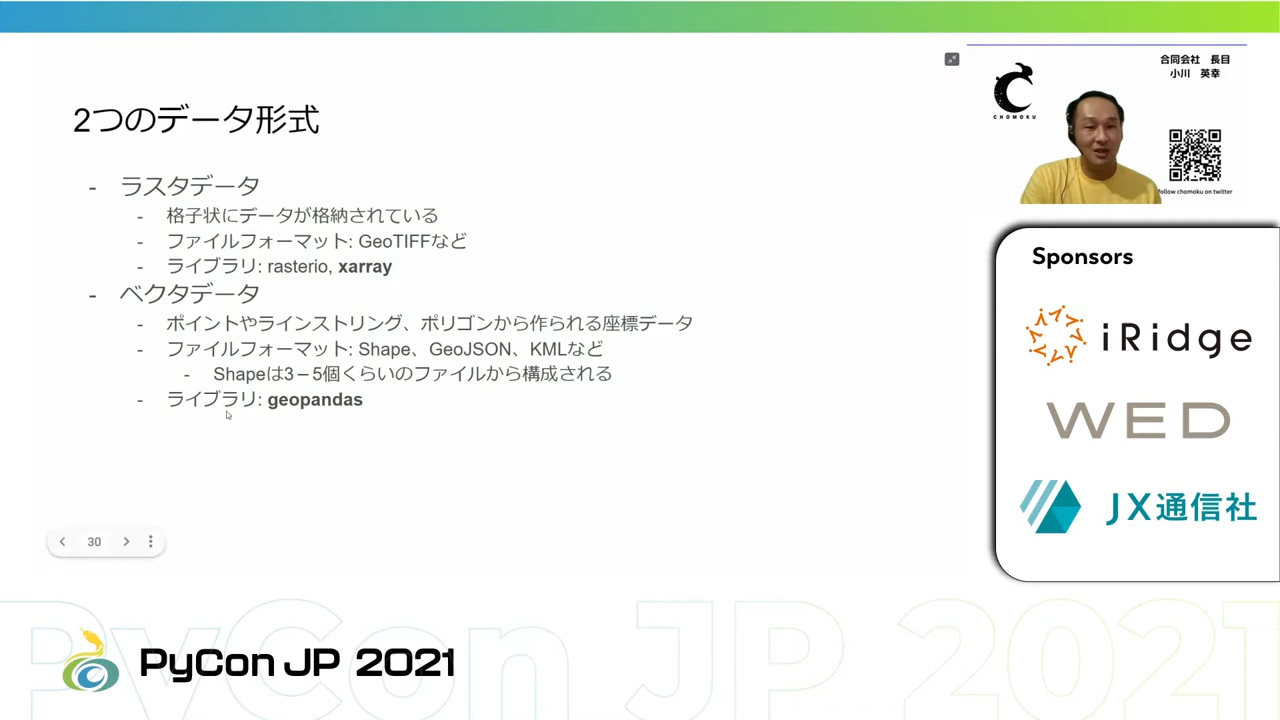 2つのデータ形式
- ラスタデータ
- 格子状にデータが格納されている
- ファイルフォーマット: GeoTIFFなど
- ライブラリ: rasterio, xarray
- ベクタデータ
- ポイントやラインストリング、ポリゴンから作られる座標データ
- ファイルフォーマット: Shape、GeoJSON、KMLなど
- Shapeは3－5個くらいのファイルから構成される
- ライブラリ: geopandas
30
CHOMOKU
合同会社 長目
小川 英幸
follow chomoku on twitter
Sponsors
iRidge
WED
JX通信社
PyCon JP 2021
PyCon JP 2021